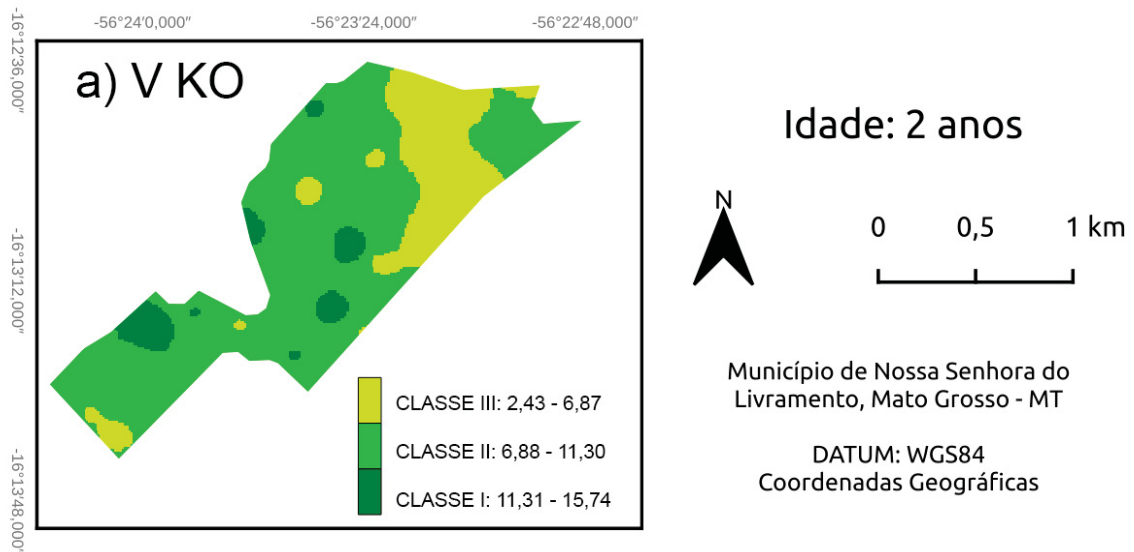 -56°24′0,000″
-56°23′24,000″
-56°22′48,000″
-16°12′36,000″
-16°13′12,000″
-16°13′48,000″
a) V KO
CLASSE III: 2,43 - 6,87
CLASSE II: 6,88 - 11,30
CLASSE I: 11,31 - 15,74
Idade: 2 anos
N
0 0,5 1 km
Município de Nossa Senhora do
Livramento, Mato Grosso - MT
DATUM: WGS84
Coordenadas Geográficas